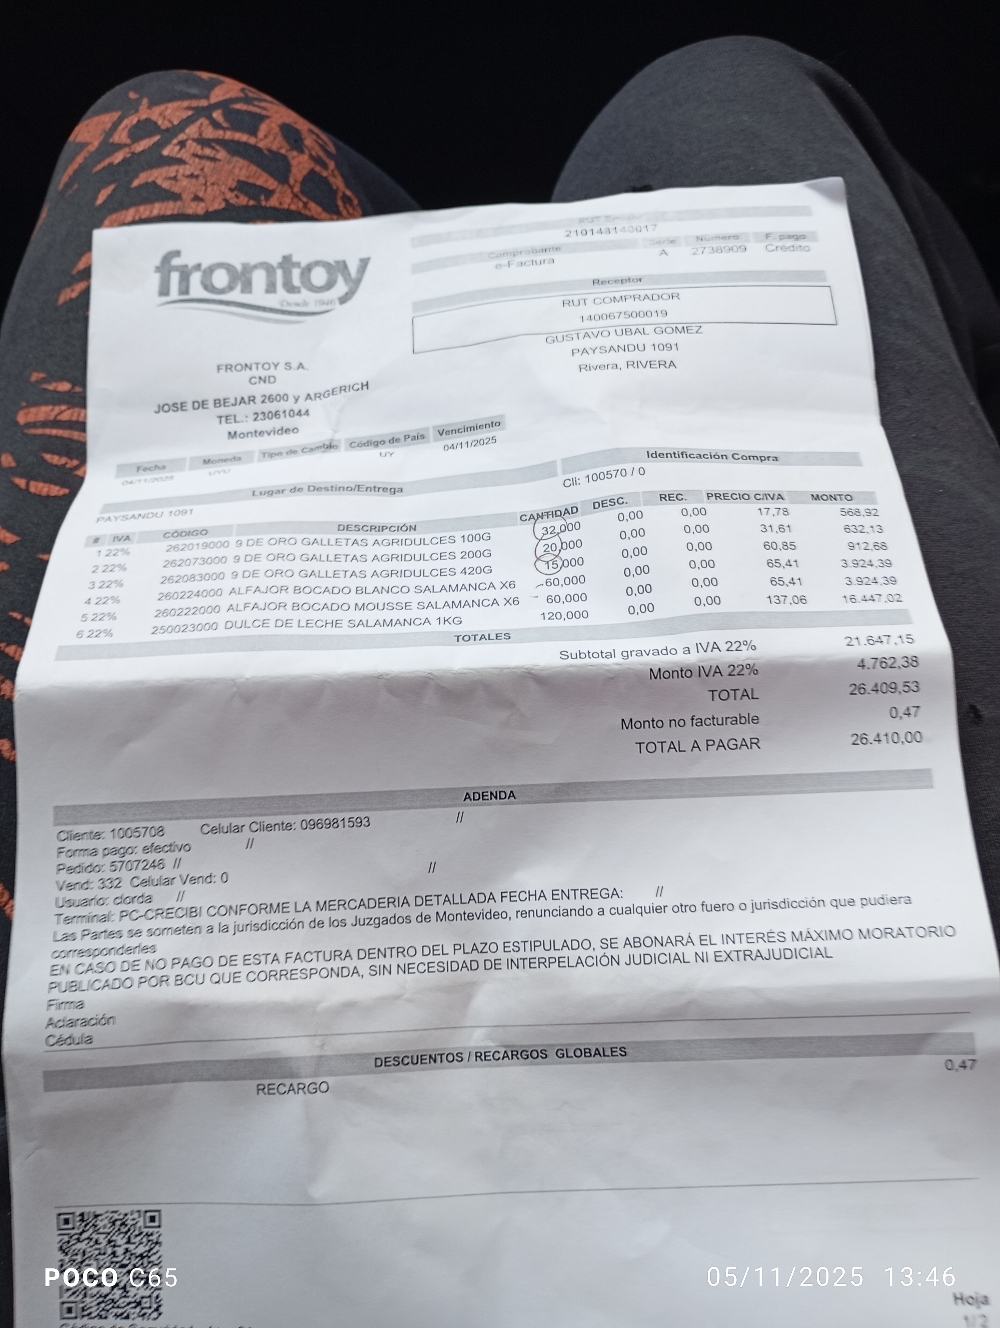 frontoy
Desde 1946
FRONTOY S.A.
CND
JOSE DE BEJAR 2600 y ARGERICH
TEL.: 23061044
Montevideo
RUT
210143140017
Comprobante Serie Número F. pago
e-Factura A 2738909 Crédito
Receptor
RUT COMPRADOR
140067500019
GUSTAVO UBAL GOMEZ
PAYSANDU 1091
Rivera, RIVERA
Fecha Moneda Tipo de Cambio Código de País Vencimiento
04/11/2025 UYU UY 04/11/2025
Lugar de Destino/Entrega Identificación Compra
PAYSANDU 1091 Cli: 100570 / 0
# IVA CÓDIGO DESCRIPCIÓN CANTIDAD DESC. REC. PRECIO C/IVA MONTO
1 22% 262019000 9 DE ORO GALLETAS AGRIDULCES 100G 32,000 0,00 0,00 17,78 568,92
2 22% 262073000 9 DE ORO GALLETAS AGRIDULCES 200G 20,000 0,00 0,00 31,61 632,13
3 22% 262083000 9 DE ORO GALLETAS AGRIDULCES 420G 15,000 0,00 0,00 60,85 912,68
4 22% 260224000 ALFAJOR BOCADO BLANCO SALAMANCA X6 60,000 0,00 0,00 65,41 3.924,39
5 22% 260222000 ALFAJOR BOCADO MOUSSE SALAMANCA X6 60,000 0,00 0,00 65,41 3.924,39
6 22% 250023000 DULCE DE LECHE SALAMANCA 1KG 120,000 0,00 0,00 137,06 16.447,02
TOTALES
Subtotal gravado a IVA 22% 21.647,15
Monto IVA 22% 4.762,38
TOTAL 26.409,53
Monto no facturable 0,47
TOTAL A PAGAR 26.410,00
ADENDA
Cliente: 1005708 Celular Cliente: 096981593 //
Forma pago: efectivo //
Pedido: 5707246 //
Vend: 332 Celular Vend: 0 //
Usuario: clorda //
Terminal: PC-CRECIBI CONFORME LA MERCADERIA DETALLADA FECHA ENTREGA: //
Las Partes se someten a la jurisdicción de los Juzgados de Montevideo, renunciando a cualquier otro fuero o jurisdicción que pudiera
corresponderles
EN CASO DE NO PAGO DE ESTA FACTURA DENTRO DEL PLAZO ESTIPULADO, SE ABONARÁ EL INTERÉS MÁXIMO MORATORIO
PUBLICADO POR BCU QUE CORRESPONDA, SIN NECESIDAD DE INTERPELACIÓN JUDICIAL NI EXTRAJUDICIAL
Firma
Aclaración
Cédula
DESCUENTOS / RECARGOS GLOBALES
RECARGO 0,47
POCO C65
05/11/2025 13:46
Hoja
1/2